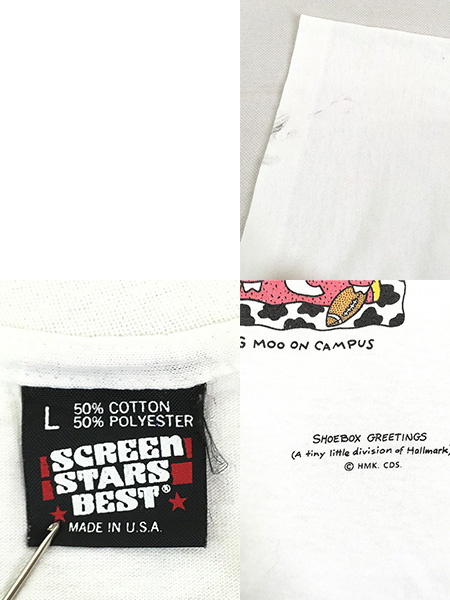 L
50% COTTON
50% POLYESTER
SCREEN
STARS
BEST®
MADE IN U.S.A.
MOO ON CAMPUS
SHOEBOX GREETINGS
(A tiny little division of Hallmark)
© HMK. CDS.